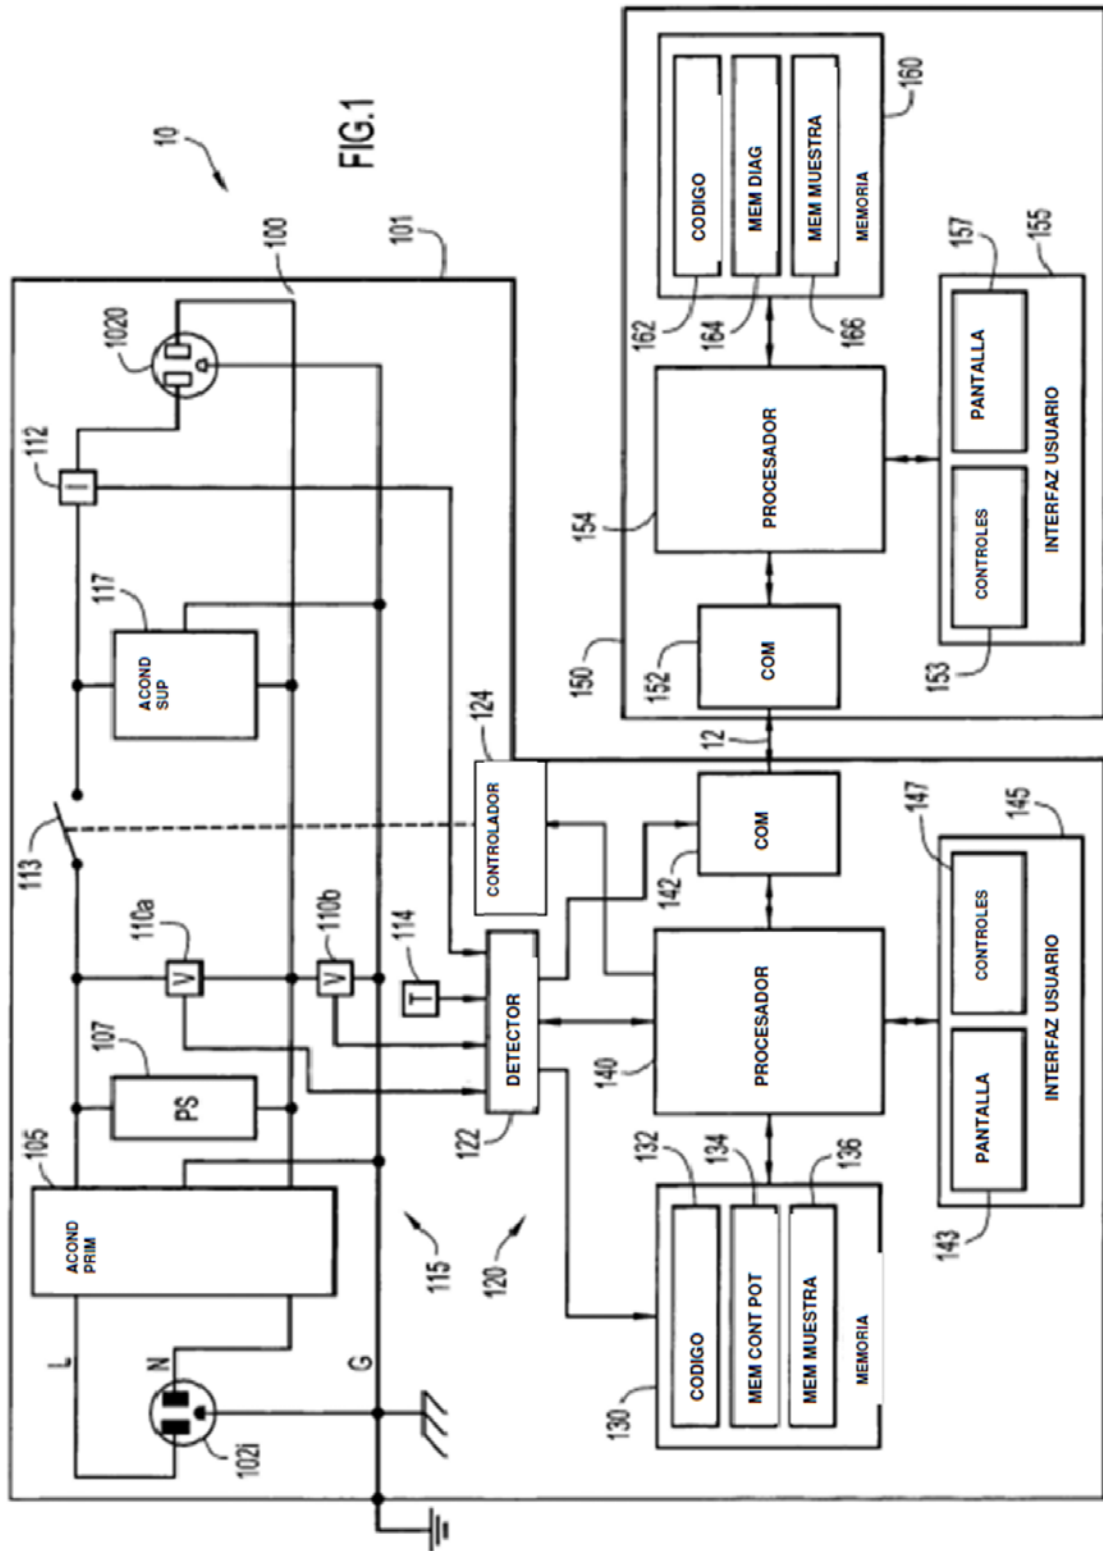 FIG.1
10
100
101
1020
112
I
117
ACOND
SUP
113
110a
V
110b
V
107
PS
105
ACOND
PRIM
L
N
G
102i
115
120
114
T
122
DETECTOR
124
CONTROLADOR
130
132
CODIGO
134
MEM CONT POT
136
MEM MUESTRA
MEMORIA
140
PROCESADOR
142
COM
12
143
PANTALLA
147
CONTROLES
145
INTERFAZ USUARIO
150
152
COM
154
PROCESADOR
162
CODIGO
164
MEM DIAG
166
MEM MUESTRA
MEMORIA
160
153
CONTROLES
157
PANTALLA
155
INTERFAZ USUARIO